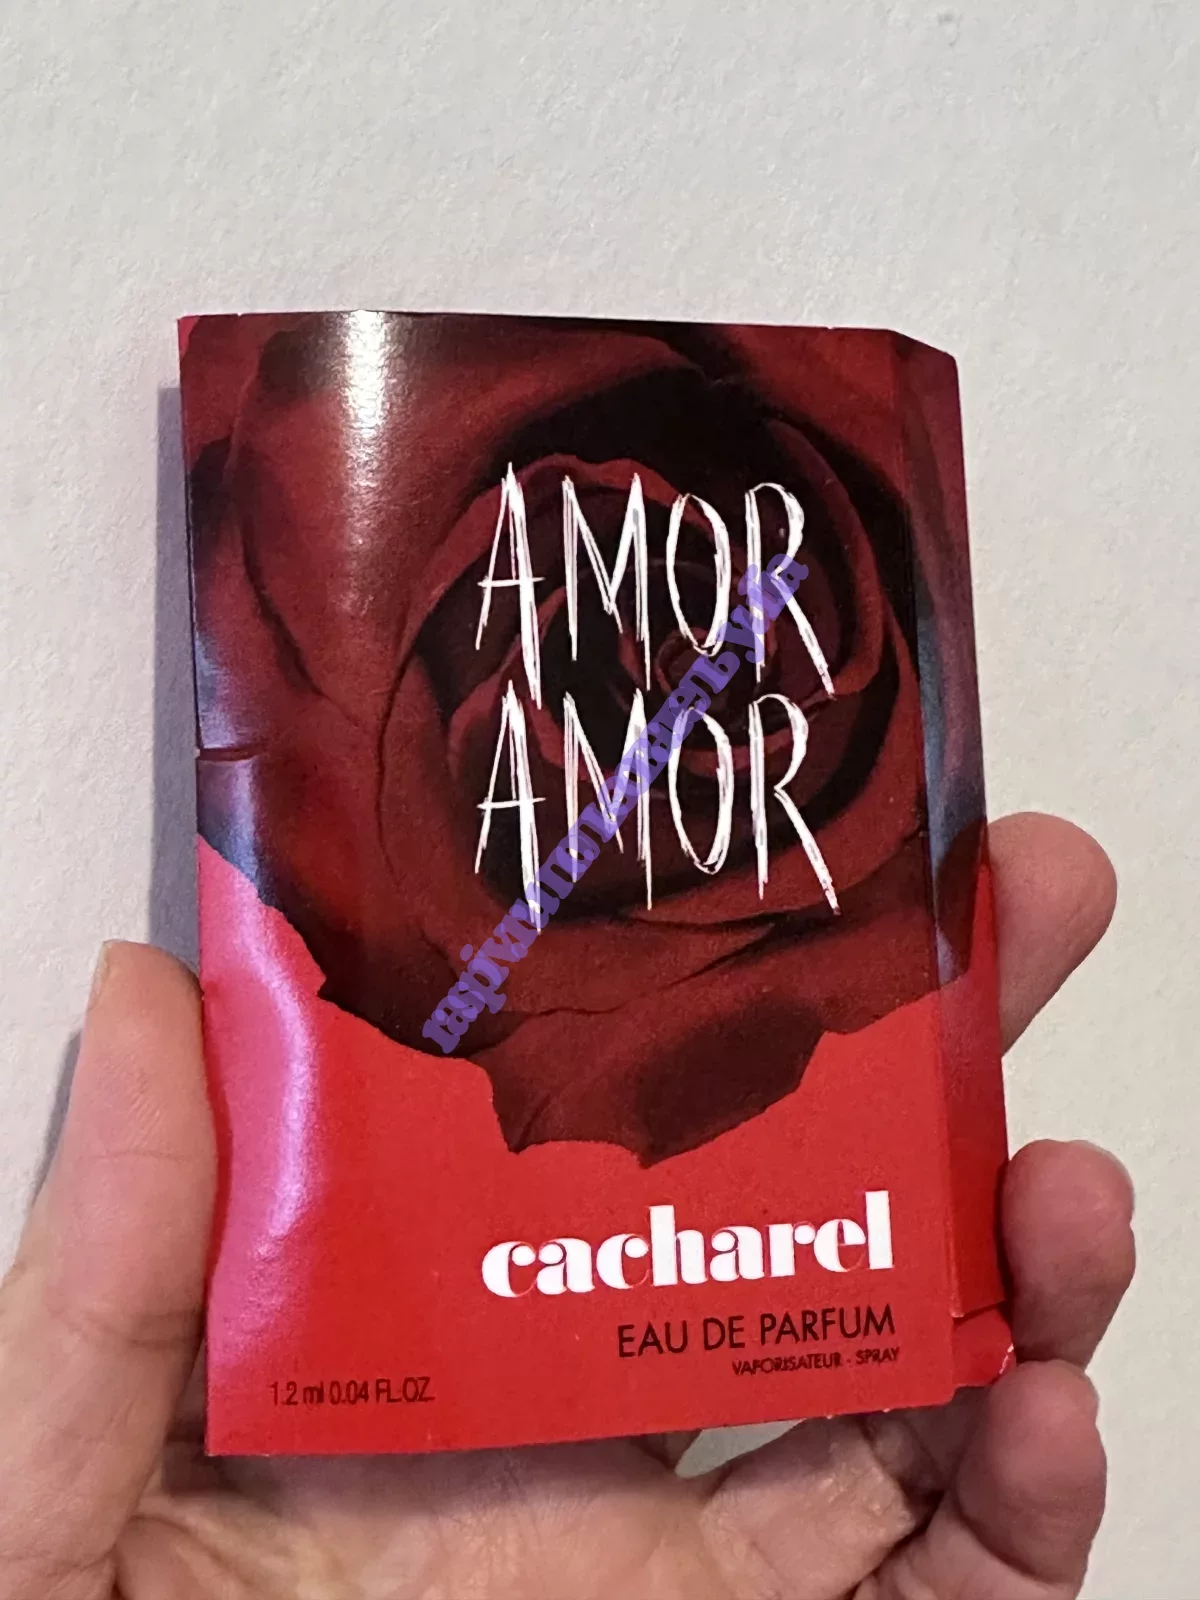 AMOR
AMOR
cacharel
EAU DE PARFUM
VAPORISATEUR - SPRAY
1.2 ml 0.04 FL.OZ.